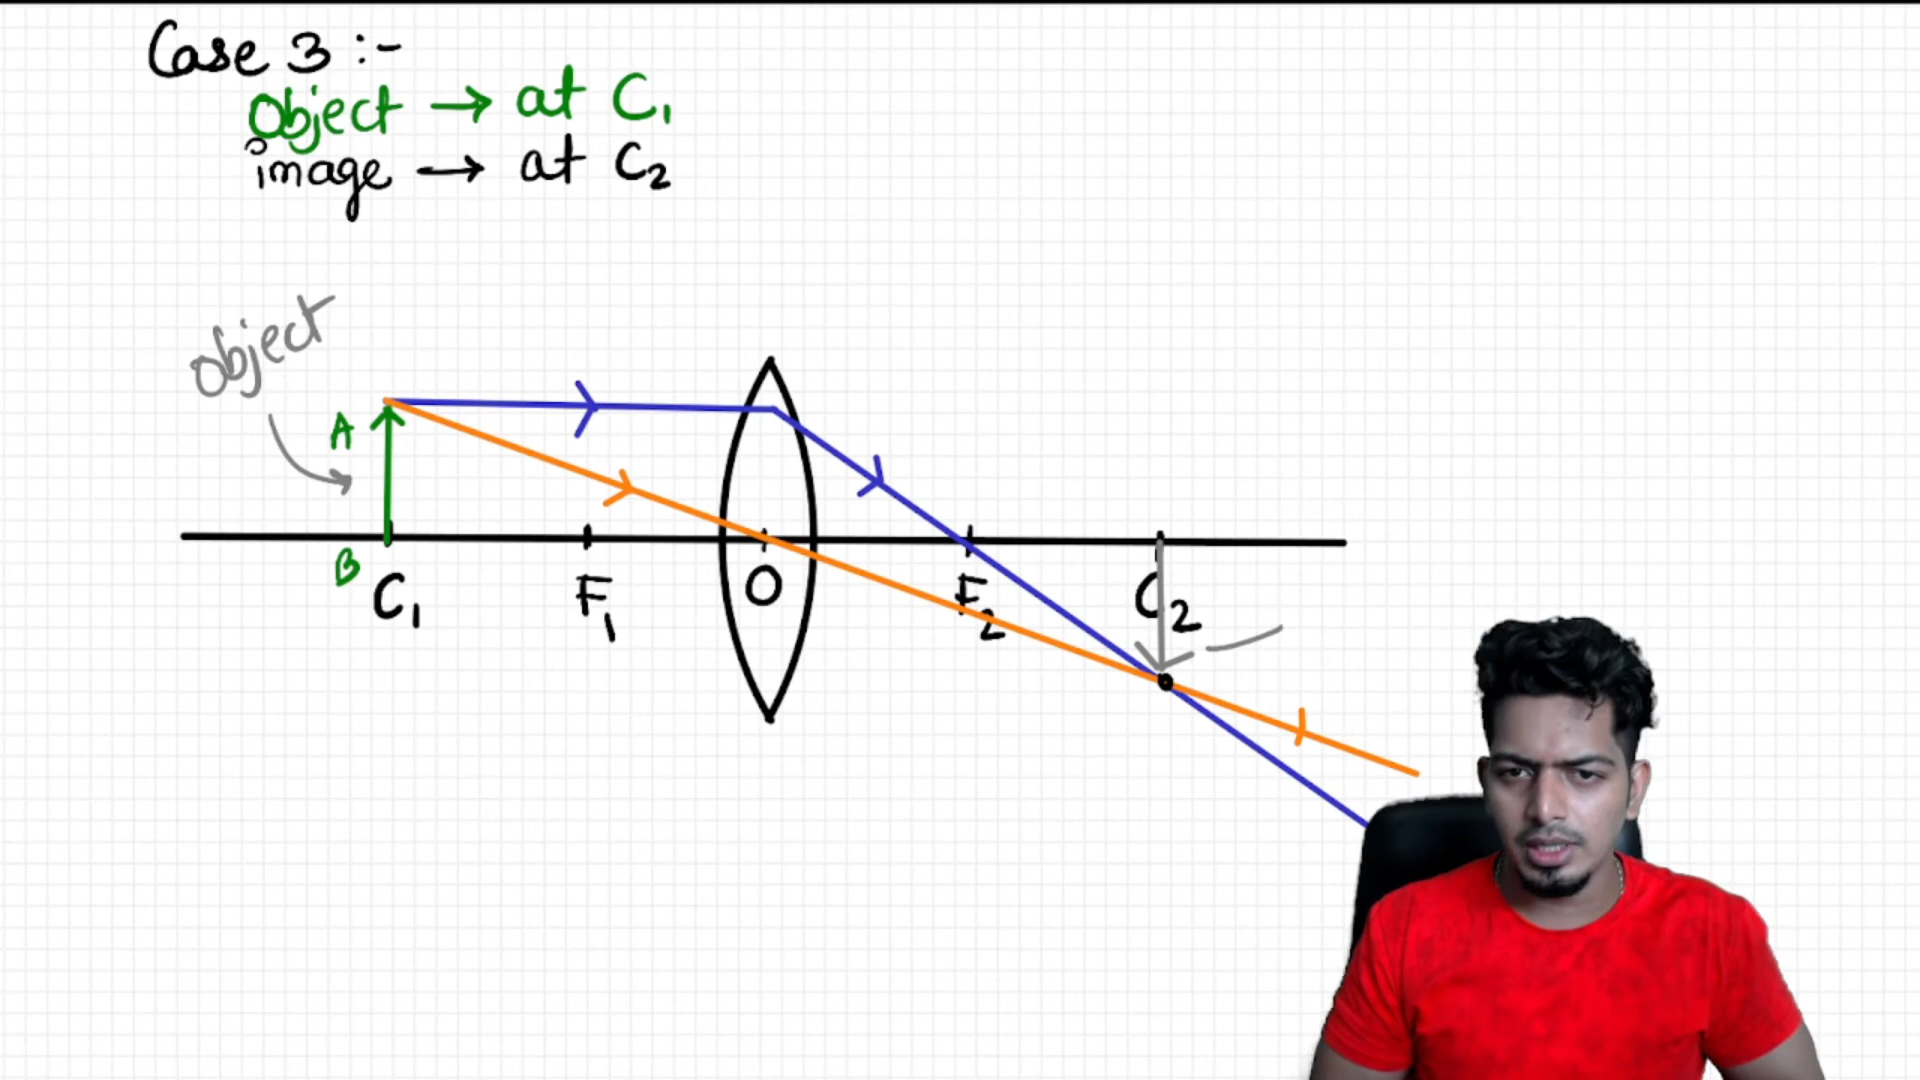 Case 3 :-
Object → at C₁
image → at C₂
object
A
B
C₁
F₁
O
F₂
C₂